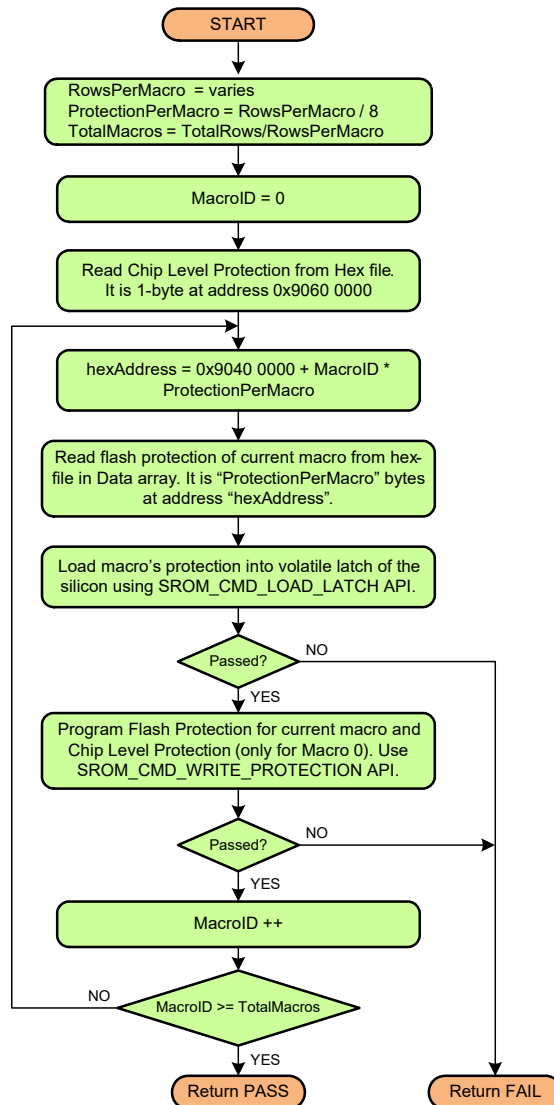 START
RowsPerMacro = varies
ProtectionPerMacro = RowsPerMacro / 8
TotalMacros = TotalRows/RowsPerMacro
MacroID = 0
Read Chip Level Protection from Hex file.
It is 1-byte at address 0x9060 0000
hexAddress = 0x9040 0000 + MacroID *
ProtectionPerMacro
Read flash protection of current macro from hex-
file in Data array. It is “ProtectionPerMacro” bytes
at address “hexAddress”.
Load macro’s protection into volatile latch of the
silicon using SROM_CMD_LOAD_LATCH API.
Passed?
NO
YES
Program Flash Protection for current macro and
Chip Level Protection (only for Macro 0). Use
SROM_CMD_WRITE_PROTECTION API.
Passed?
NO
YES
MacroID ++
NO
MacroID >= TotalMacros
YES
Return PASS
Return FAIL